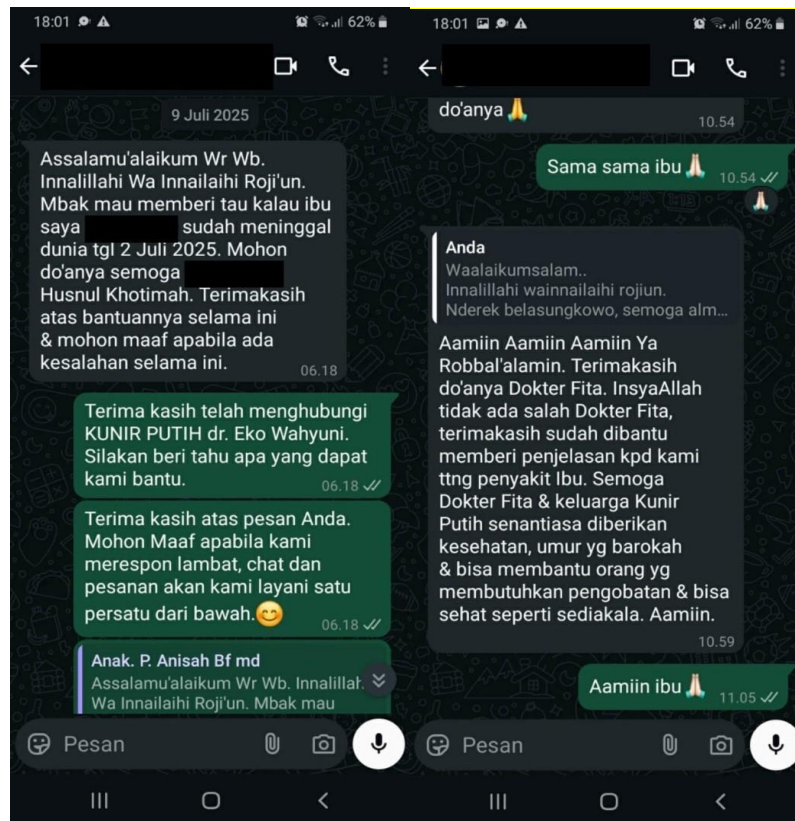 18:01
62%
9 Juli 2025
Assalamu'alaikum Wr Wb.
Innalillahi Wa Innailaihi Roji'un.
Mbak mau memberi tau kalau ibu
saya sudah meninggal
dunia tgl 2 Juli 2025. Mohon
do'anya semoga
Husnul Khotimah. Terimakasih
atas bantuannya selama ini
& mohon maaf apabila ada
kesalahan selama ini.
06.18
Terima kasih telah menghubungi
KUNIR PUTIH dr. Eko Wahyuni.
Silakan beri tahu apa yang dapat
kami bantu.
06.18
Terima kasih atas pesan Anda.
Mohon Maaf apabila kami
merespon lambat, chat dan
pesanan akan kami layani satu
persatu dari bawah.😊
06.18
Anak. P. Anisah Bf md
Assalamu'alaikum Wr Wb. Innalillah
Wa Innailaihi Roji'un. Mbak mau
Pesan
18:01
62%
do'anya🙏
10.54
Sama sama ibu🙏🏻
10.54
🙏🏻
Anda
Waalaikumsalam..
Innalillahi wainnailaihi rojiun.
Nderek belasungkowo, semoga alm...
Aamiin Aamiin Aamiin Ya
Robbal'alamin. Terimakasih
do'anya Dokter Fita. InsyaAllah
tidak ada salah Dokter Fita,
terimakasih sudah dibantu
memberi penjelasan kpd kami
ttng penyakit Ibu. Semoga
Dokter Fita & keluarga Kunir
Putih senantiasa diberikan
kesehatan, umur yg barokah
& bisa membantu orang yg
membutuhkan pengobatan & bisa
sehat seperti sediakala. Aamiin.
10.59
Aamiin ibu🙏🏻
11.05
Pesan